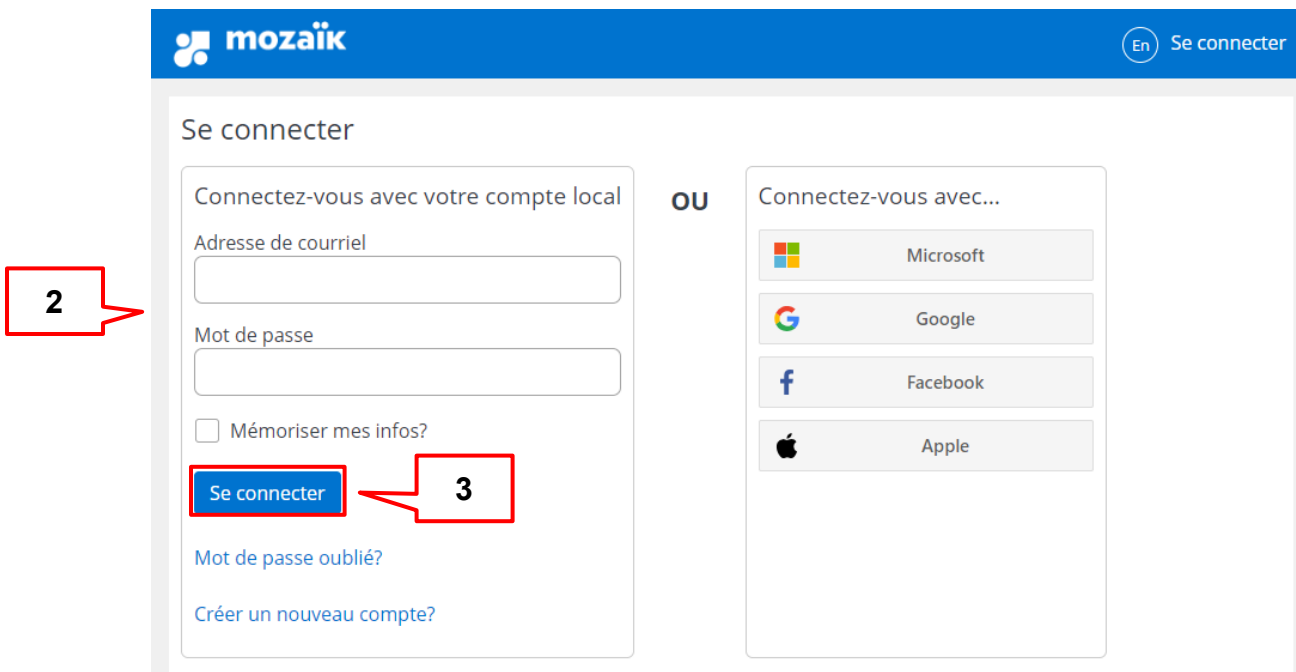 mozaïk
En Se connecter
Se connecter
Connectez-vous avec votre compte local
Adresse de courriel
2
Mot de passe
Mémoriser mes infos?
Se connecter
3
Mot de passe oublié?
Créer un nouveau compte?
OU
Connectez-vous avec...
Microsoft
Google
Facebook
Apple